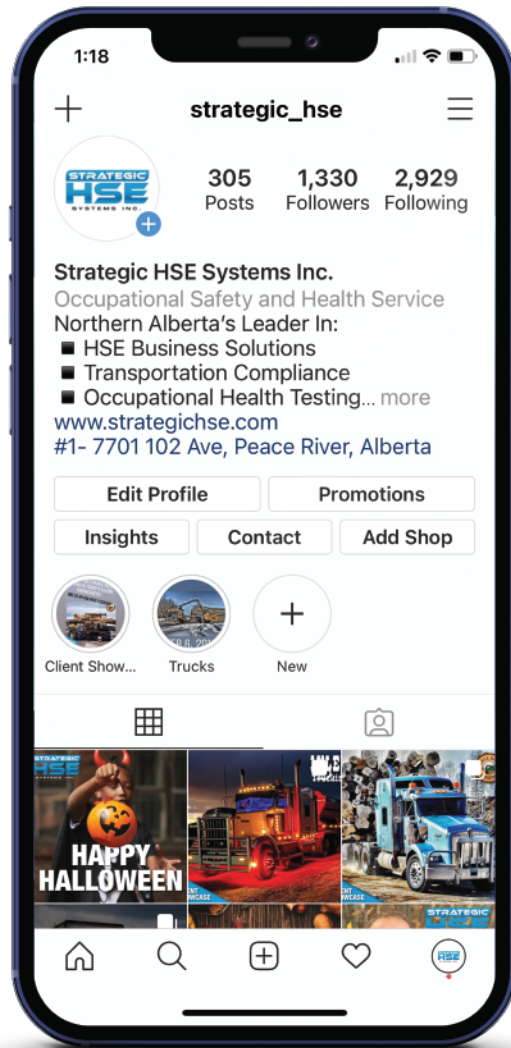 1:18
strategic_hse
STRATEGIC
HSE
SYSTEMS INC.
305 1,330 2,929
Posts Followers Following
Strategic HSE Systems Inc.
Occupational Safety and Health Service
Northern Alberta's Leader In:
▪ HSE Business Solutions
▪ Transportation Compliance
▪ Occupational Health Testing... more
www.strategichse.com
#1- 7701 102 Ave, Peace River, Alberta
Edit Profile Promotions
Insights Contact Add Shop
Client Show... Trucks New
STRATEGIC
HSE
SYSTEMS INC.
HAPPY
HALLOWEEN
STRATEGIC
HSE